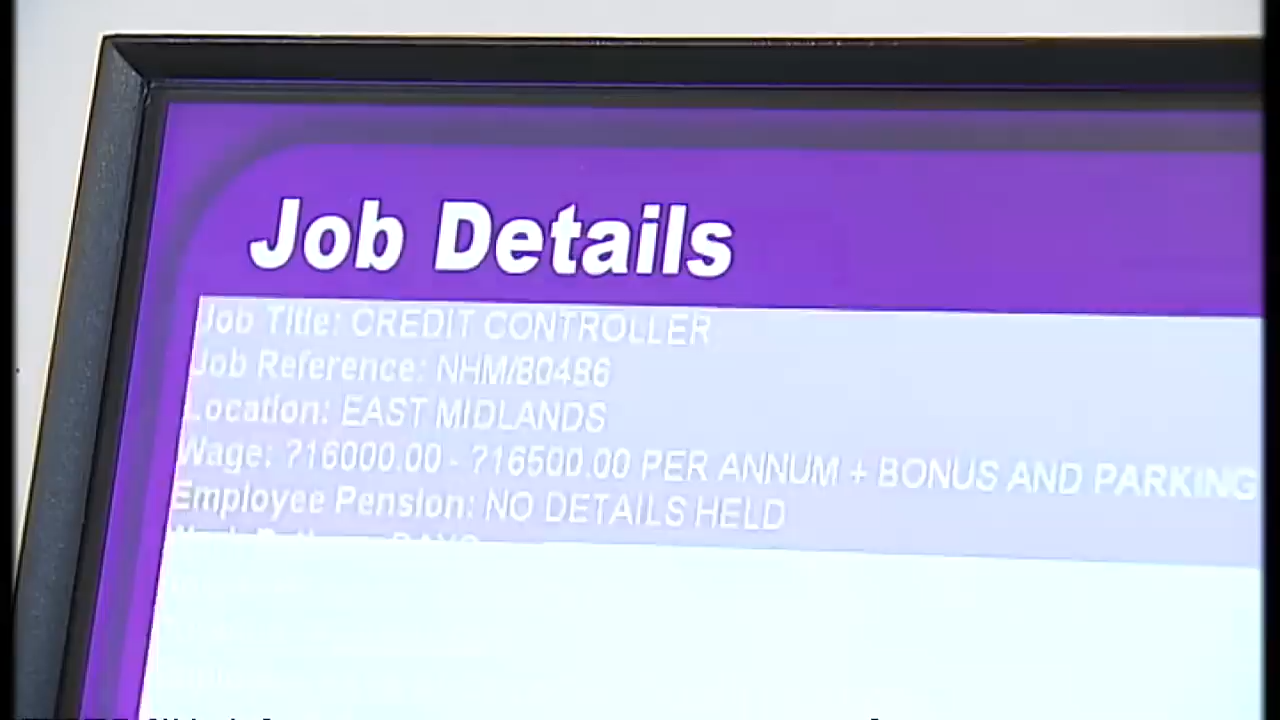 Job Details
Job Title: CREDIT CONTROLLER
Job Reference: NHM/80486
Location: EAST MIDLANDS
Wage: ?16000.00 - ?16500.00 PER ANNUM + BONUS AND PARKING
Employee Pension: NO DETAILS HELD
DAYS